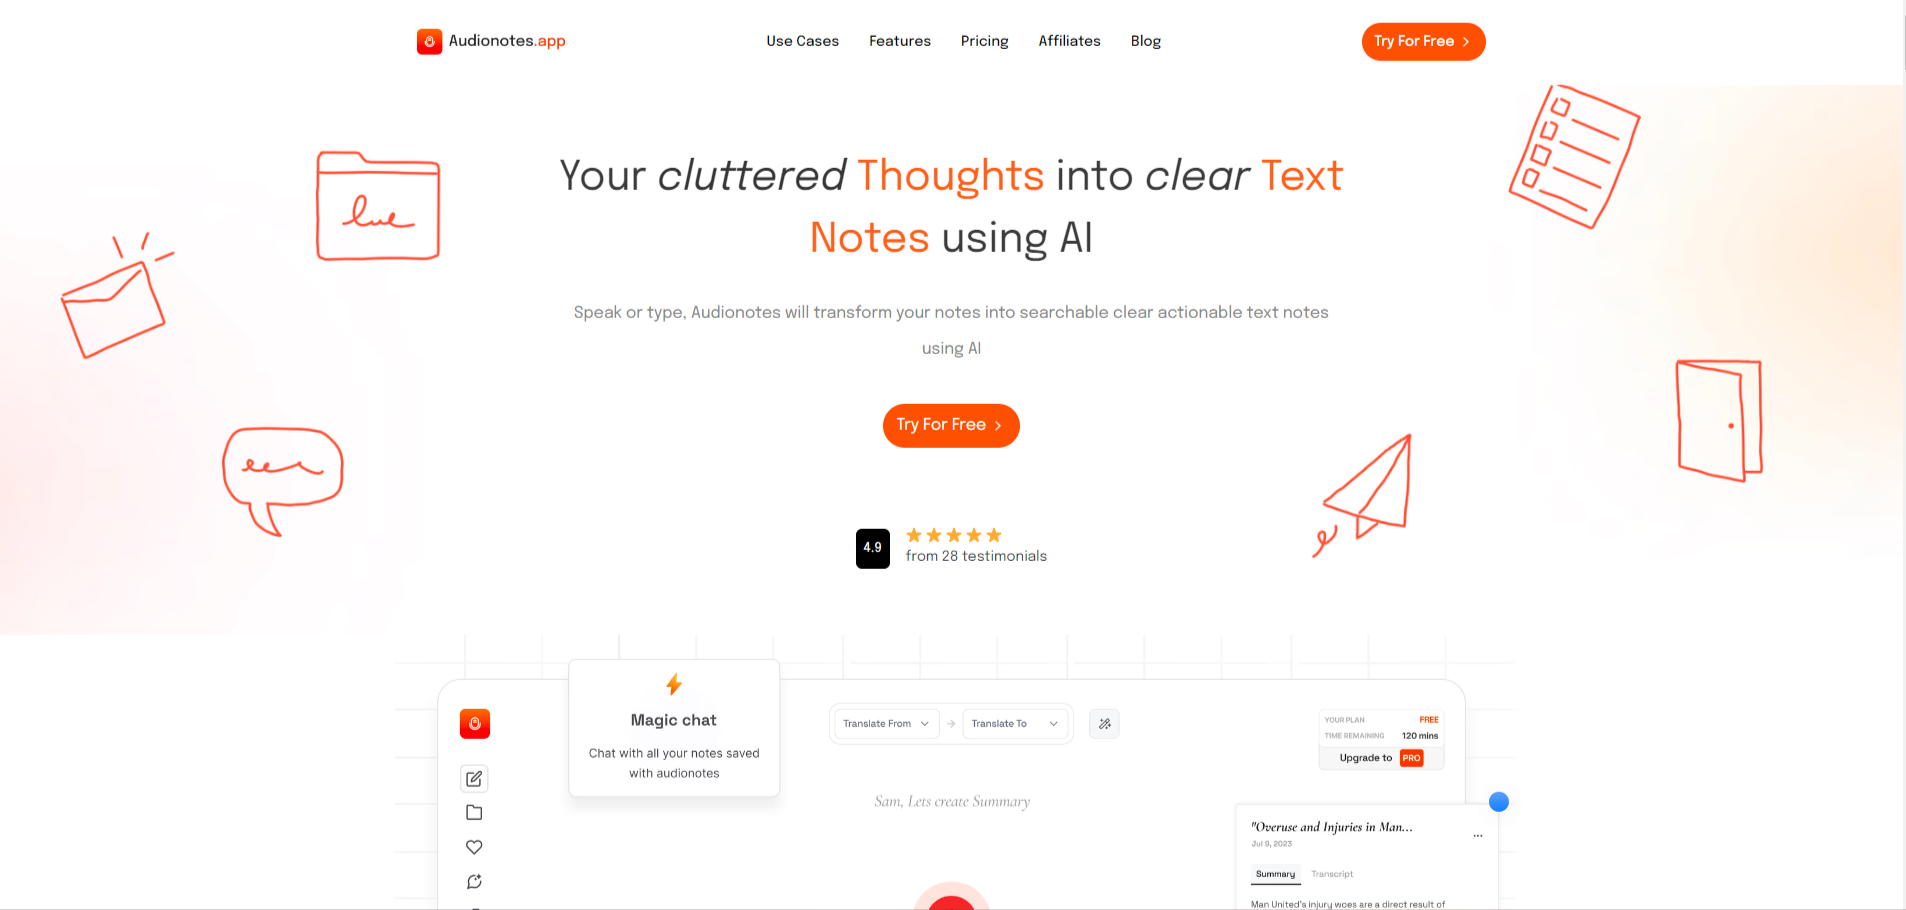 Audionotes.app
Use Cases
Features
Pricing
Affiliates
Blog
Try For Free
Your cluttered Thoughts into clear Text
Notes using AI
Speak or type, Audionotes will transform your notes into searchable clear actionable text notes
using AI
Try For Free
4.9
from 28 testimonials
Magic chat
Chat with all your notes saved
with audionotes
Translate From
Translate To
YOUR PLAN FREE
TIME REMAINING 120 mins
Upgrade to PRO
Sam, Lets create Summary
"Overuse and Injuries in Man...
Jul 9, 2023
Summary
Transcript
Man United's injury woes are a direct result of